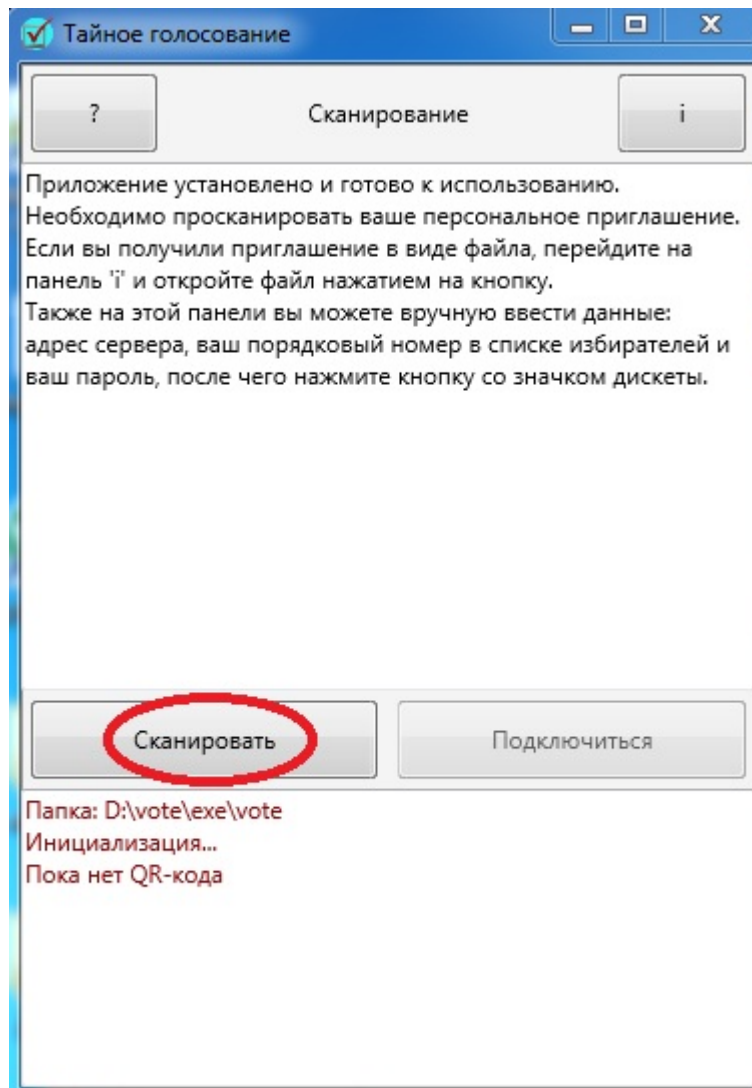 Тайное голосование
?
Сканирование
i
Приложение установлено и готово к использованию.
Необходимо просканировать ваше персональное приглашение.
Если вы получили приглашение в виде файла, перейдите на
панель 'i' и откройте файл нажатием на кнопку.
Также на этой панели вы можете вручную ввести данные:
адрес сервера, ваш порядковый номер в списке избирателей и
ваш пароль, после чего нажмите кнопку со значком дискеты.
Сканировать
Подключиться
Папка: D:\vote\exe\vote
Инициализация...
Пока нет QR-кода